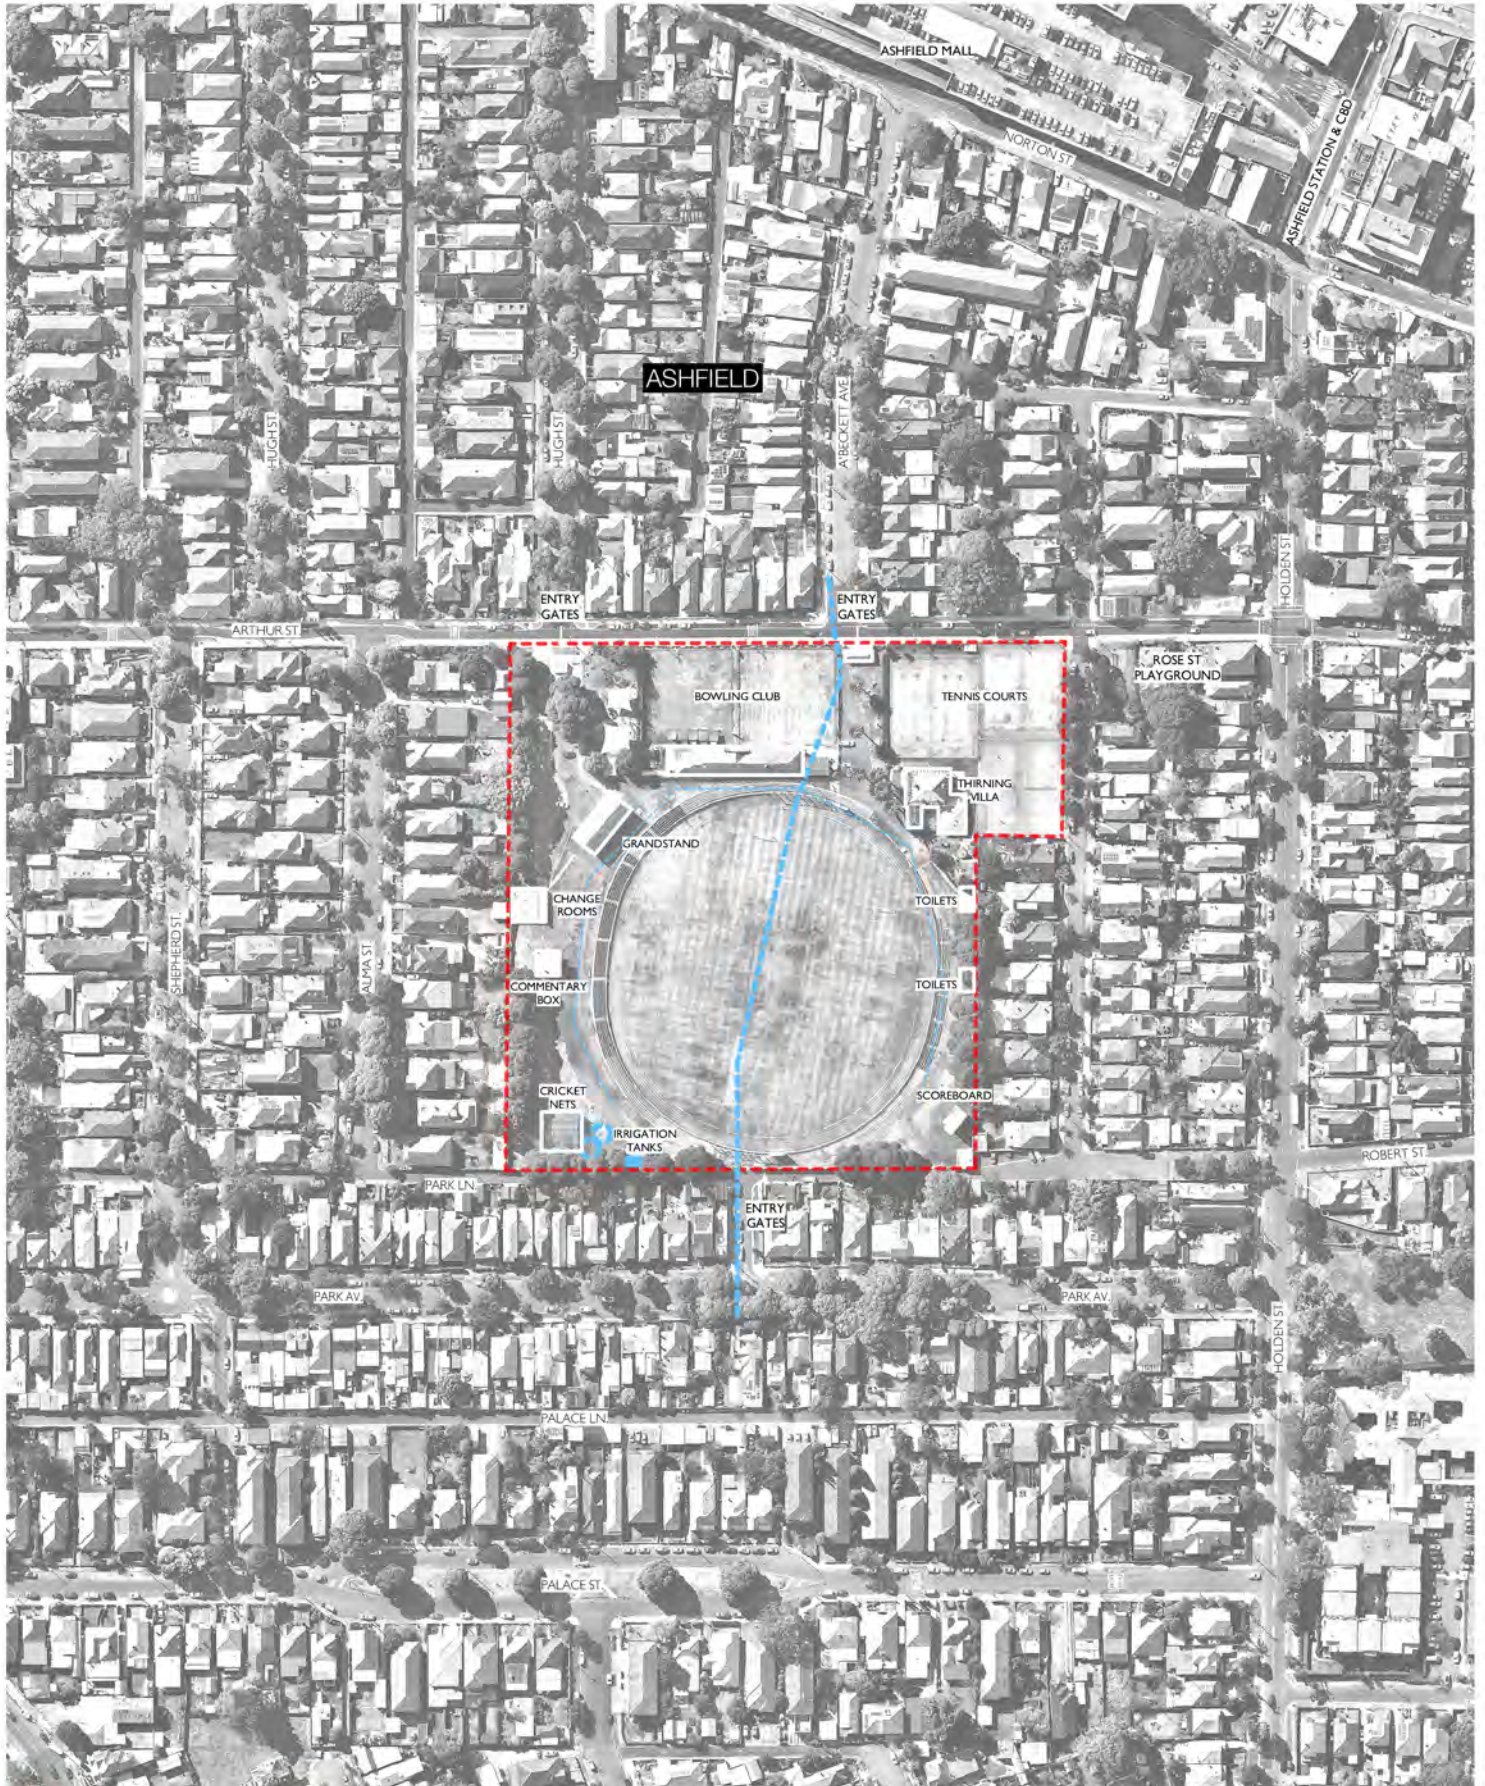 ASHFIELD MALL
NORTON ST.
ASHFIELD STATION & CBD
ASHFIELD
A'BECKETT AVE
HUGH ST.
HUGH ST.
HOLDEN ST.
ENTRY
GATES
ENTRY
GATES
ARTHUR ST.
ROSE ST
PLAYGROUND
BOWLING CLUB
TENNIS COURTS
THIRNING
VILLA
GRANDSTAND
CHANGE
ROOMS
TOILETS
SHEPHERD ST.
ALMA ST.
COMMENTARY
BOX
TOILETS
CRICKET
NETS
SCOREBOARD
IRRIGATION
TANKS
ROBERT ST.
PARK LN.
ENTRY
GATES
PARK AV.
PARK AV.
HOLDEN ST.
PALACE LN.
PALACE ST.